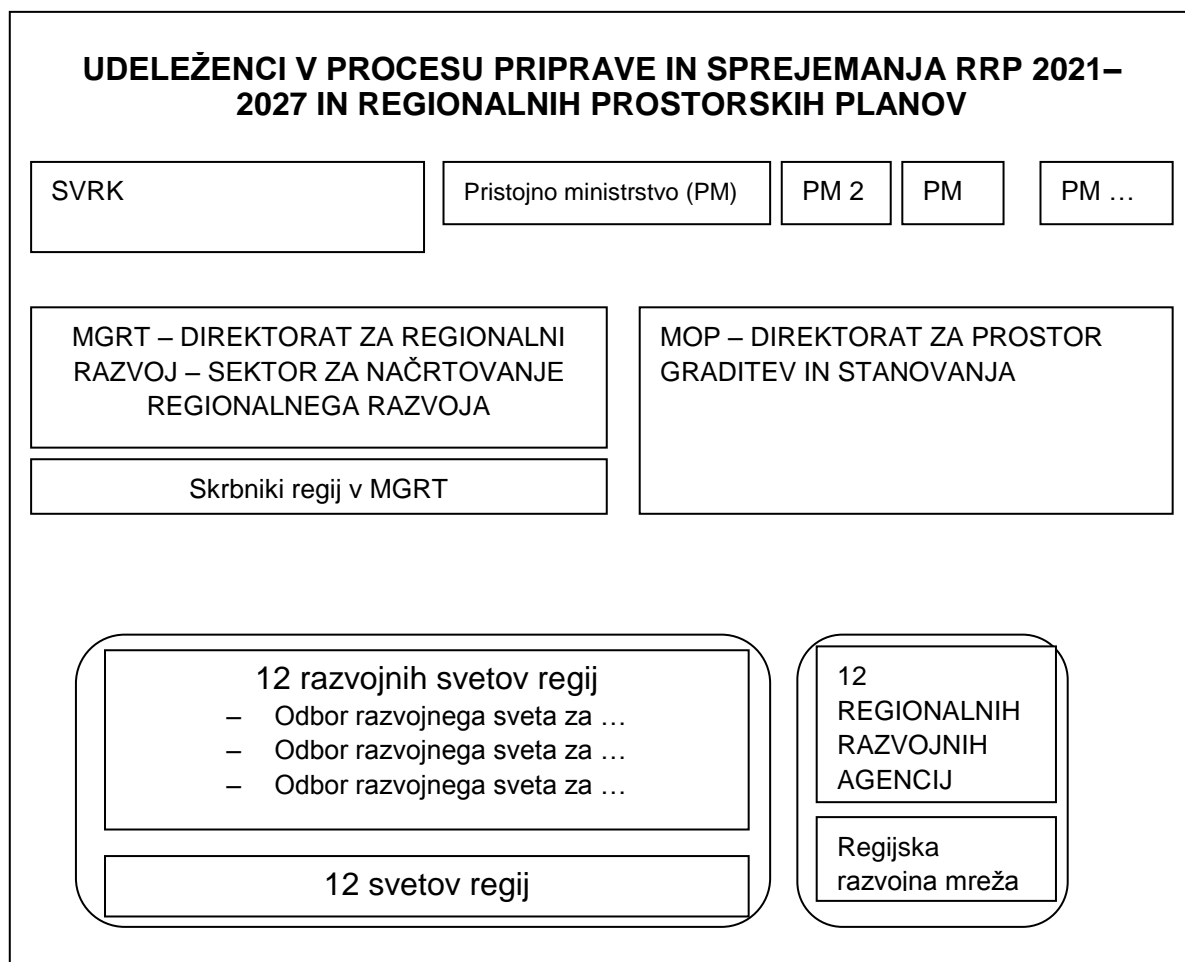 UDELEŽENCI V PROCESU PRIPRAVE IN SPREJEMANJA RRP 2021–
2027 IN REGIONALNIH PROSTORSKIH PLANOV
SVRK
Pristojno ministrstvo (PM)
PM 2
PM
PM …
MGRT – DIREKTORAT ZA REGIONALNI
RAZVOJ – SEKTOR ZA NAČRTOVANJE
REGIONALNEGA RAZVOJA
MOP – DIREKTORAT ZA PROSTOR
GRADITEV IN STANOVANJA
Skrbniki regij v MGRT
12 razvojnih svetov regij
– Odbor razvojnega sveta za …
– Odbor razvojnega sveta za …
– Odbor razvojnega sveta za …
12 svetov regij
12
REGIONALNIH
RAZVOJNIH
AGENCIJ
Regijska
razvojna mreža